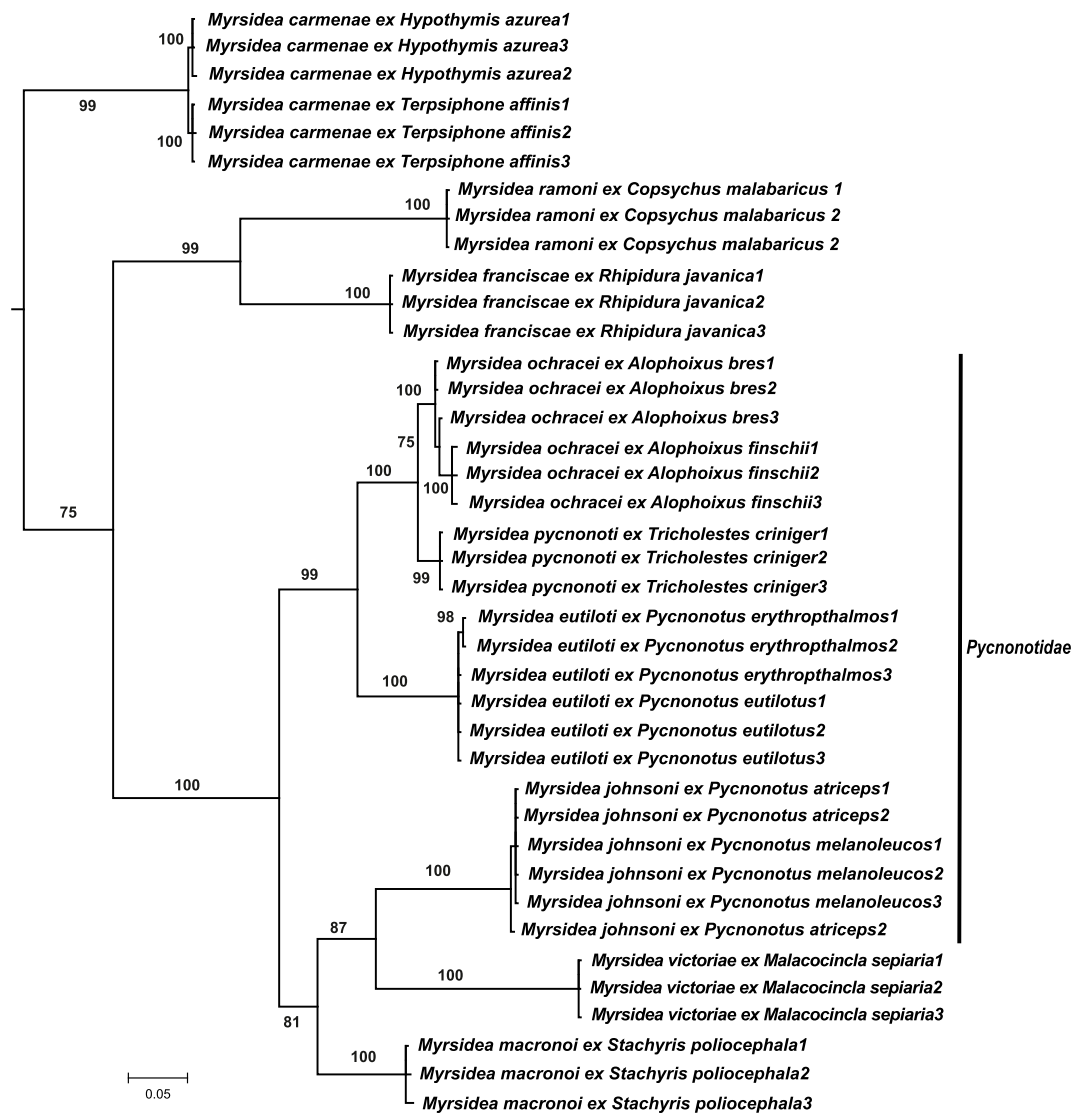 Myrsidea carmenae ex Hypothymis azurea1
100
Myrsidea carmenae ex Hypothymis azurea3
Myrsidea carmenae ex Hypothymis azurea2
99
Myrsidea carmenae ex Terpsiphone affinis1
Myrsidea carmenae ex Terpsiphone affinis2
100
Myrsidea carmenae ex Terpsiphone affinis3
Myrsidea ramoni ex Copsychus malabaricus 1
100
Myrsidea ramoni ex Copsychus malabaricus 2
99
Myrsidea ramoni ex Copsychus malabaricus 2
Myrsidea franciscae ex Rhipidura javanica1
100
Myrsidea franciscae ex Rhipidura javanica2
Myrsidea franciscae ex Rhipidura javanica3
Myrsidea ochracei ex Alophoixus bres1
100
Myrsidea ochracei ex Alophoixus bres2
Myrsidea ochracei ex Alophoixus bres3
75
Myrsidea ochracei ex Alophoixus finschii1
100
Myrsidea ochracei ex Alophoixus finschii2
100
Myrsidea ochracei ex Alophoixus finschii3
75
Myrsidea pycnonoti ex Tricholestes criniger1
Myrsidea pycnonoti ex Tricholestes criniger2
99
99
Myrsidea pycnonoti ex Tricholestes criniger3
98
Myrsidea eutiloti ex Pycnonotus erythropthalmos1
Myrsidea eutiloti ex Pycnonotus erythropthalmos2
Pycnonotidae
Myrsidea eutiloti ex Pycnonotus erythropthalmos3
100
Myrsidea eutiloti ex Pycnonotus eutilotus1
Myrsidea eutiloti ex Pycnonotus eutilotus2
Myrsidea eutiloti ex Pycnonotus eutilotus3
100
Myrsidea johnsoni ex Pycnonotus atriceps1
Myrsidea johnsoni ex Pycnonotus atriceps2
Myrsidea johnsoni ex Pycnonotus melanoleucos1
100
Myrsidea johnsoni ex Pycnonotus melanoleucos2
Myrsidea johnsoni ex Pycnonotus melanoleucos3
87
Myrsidea johnsoni ex Pycnonotus atriceps2
Myrsidea victoriae ex Malacocincla sepiaria1
100
Myrsidea victoriae ex Malacocincla sepiaria2
Myrsidea victoriae ex Malacocincla sepiaria3
81
Myrsidea macronoi ex Stachyris poliocephala1
100
Myrsidea macronoi ex Stachyris poliocephala2
0.05
Myrsidea macronoi ex Stachyris poliocephala3